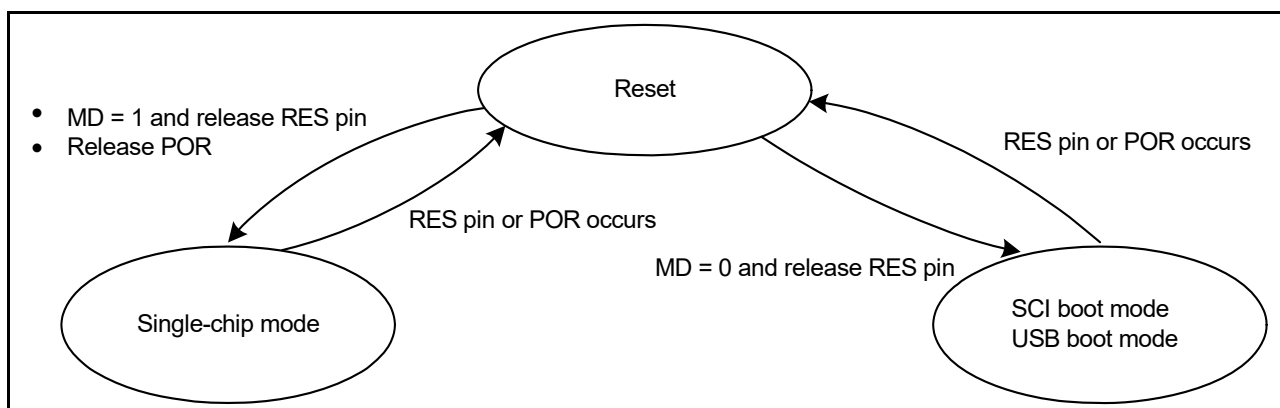 Reset
• MD = 1 and release RES pin
• Release POR
RES pin or POR occurs
RES pin or POR occurs
MD = 0 and release RES pin
Single-chip mode
SCI boot mode
USB boot mode